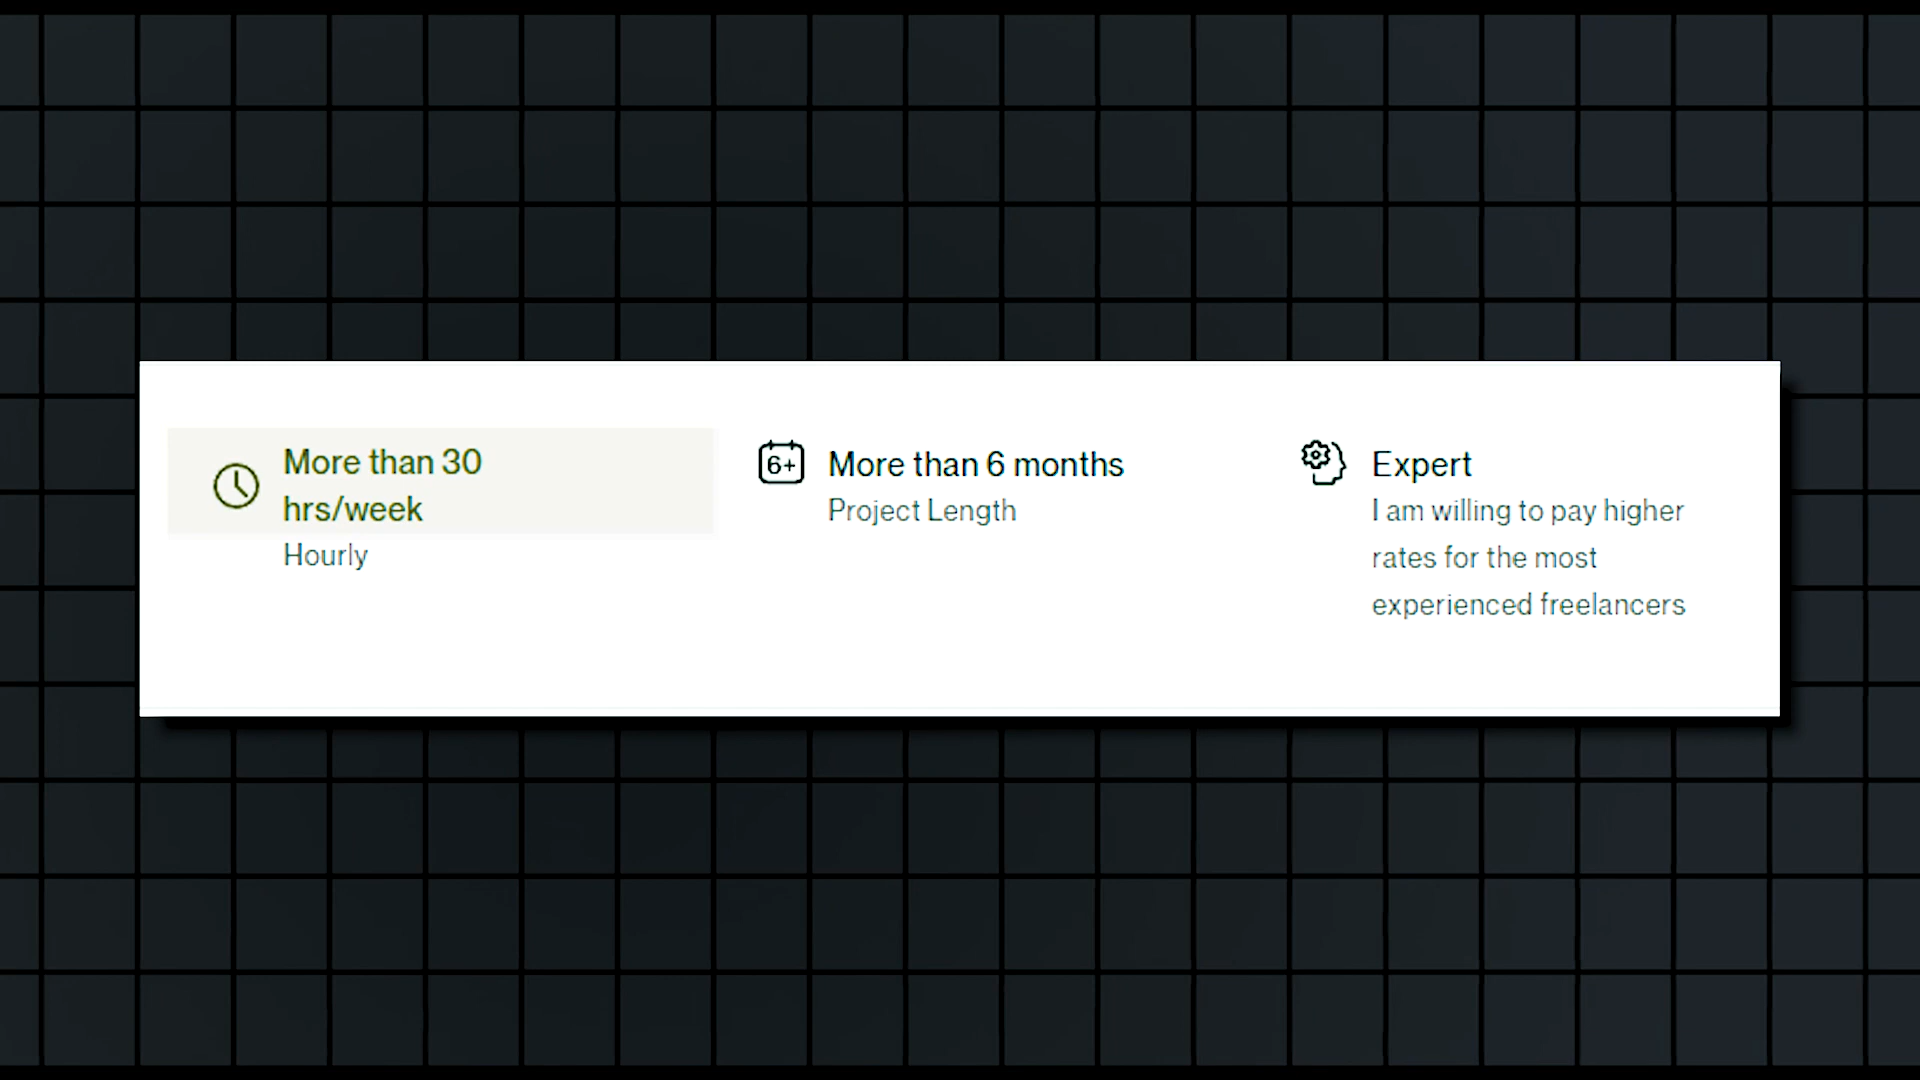 More than 30
hrs/week
Hourly
6+
More than 6 months
Project Length
Expert
I am willing to pay higher
rates for the most
experienced freelancers